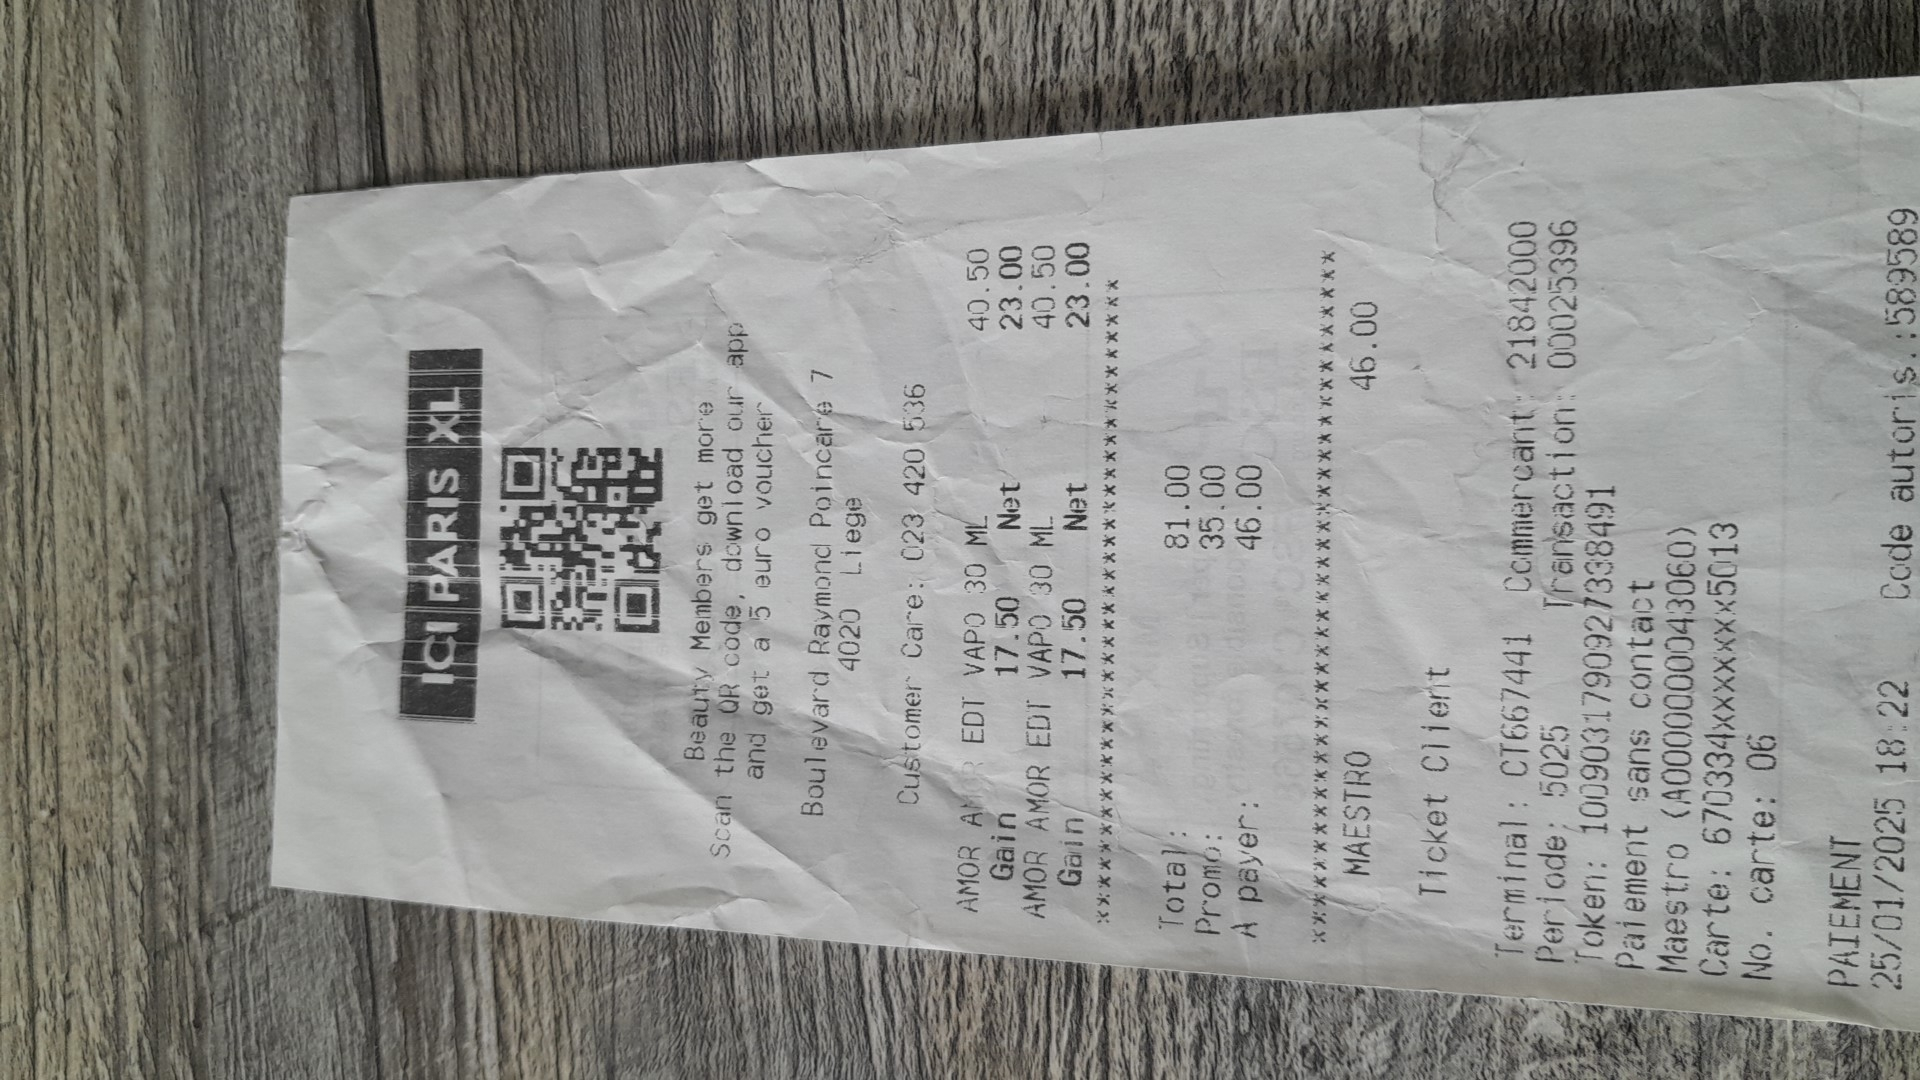 ICI PARIS XL
Beauty Members get more
Scan the QR code, download our app
and get a 5 euro voucher
Boulevard Raymond Poincare 7
4020 Liege
Customer Care: 023 420 536
AMOR AMOR EDT VAPO 30 ML 40.50
Gain 17.50 Net 23.00
AMOR AMOR EDT VAPO 30 ML 40.50
Gain 17.50 Net 23.00
****************************************
Total: 81.00
Promo: 35.00
A payer: 46.00
******************************************
MAESTRO 46.00
Ticket Client
Terminal: CT667441 Commercant: 21842000
Periode: 5025 Transaction: 00025396
Token: 1009031790927338491
Paiement sans contact
Maestro (A0000000043060)
Carte: 670334xxxxxxxxx5013
No. carte: 06
PAIEMENT
25/01/2025 18:22 Code autoris.:589589